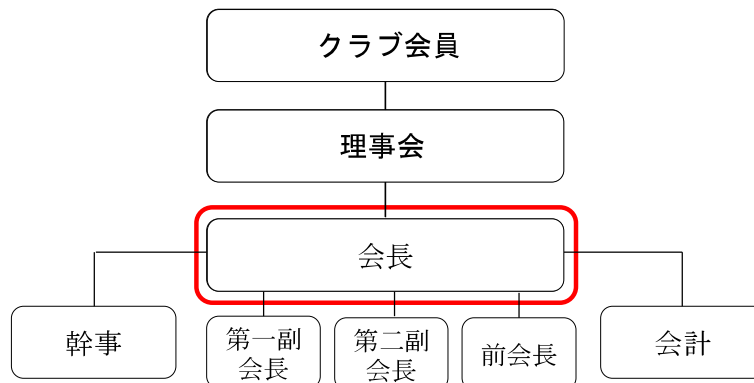 クラブ会員
理事会
会長
幹事
第一副
会長
第二副
会長
前会長
会計